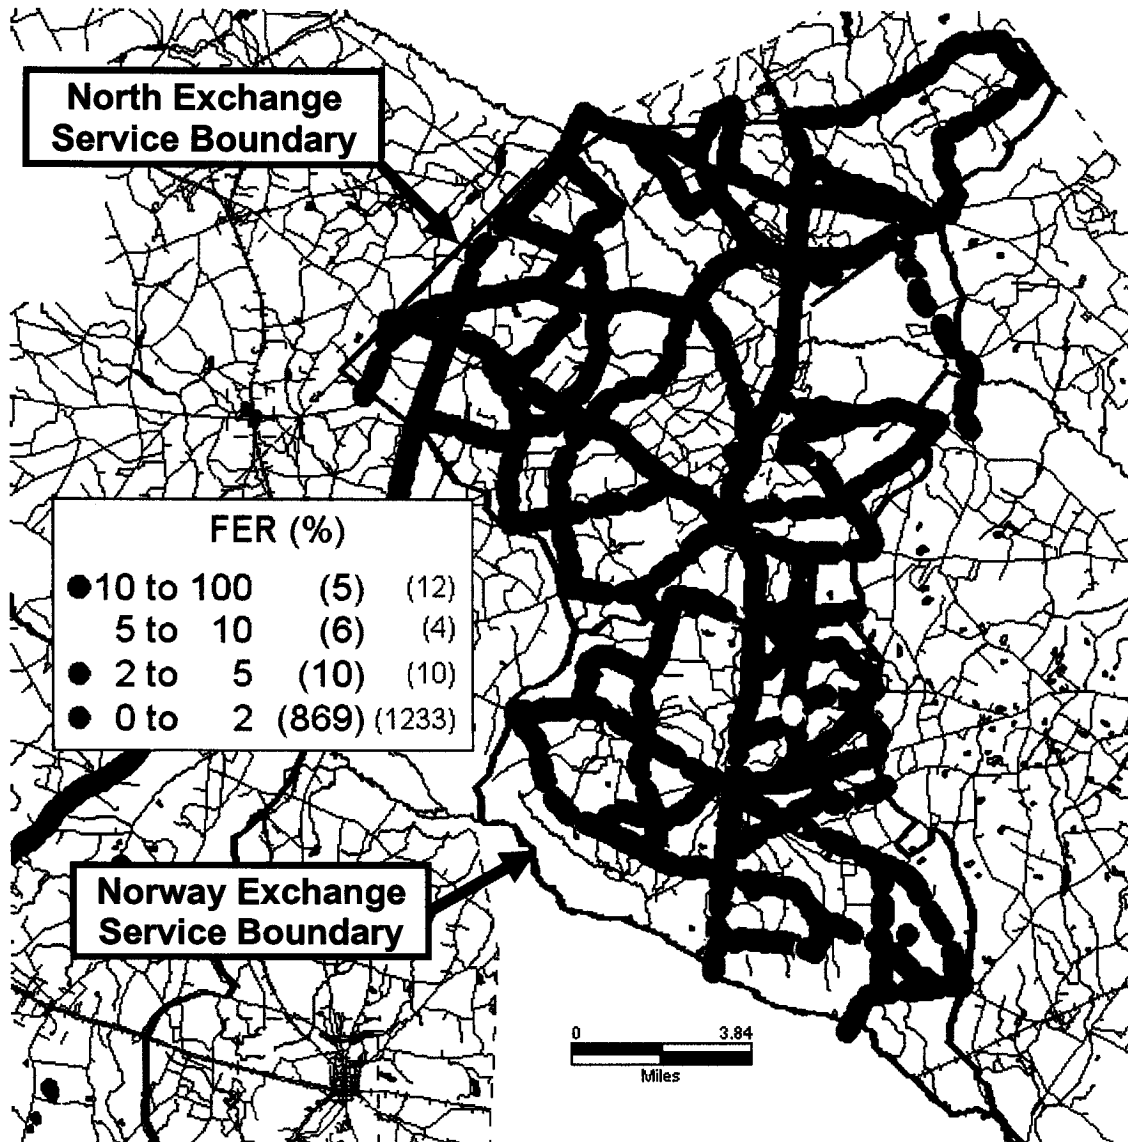 North Exchange
Service Boundary
FER (%)
10 to 100 (5) (12)
5 to 10 (6) (4)
2 to 5 (10) (10)
0 to 2 (869) (1233)
Norway Exchange
Service Boundary
0 3.84
Miles